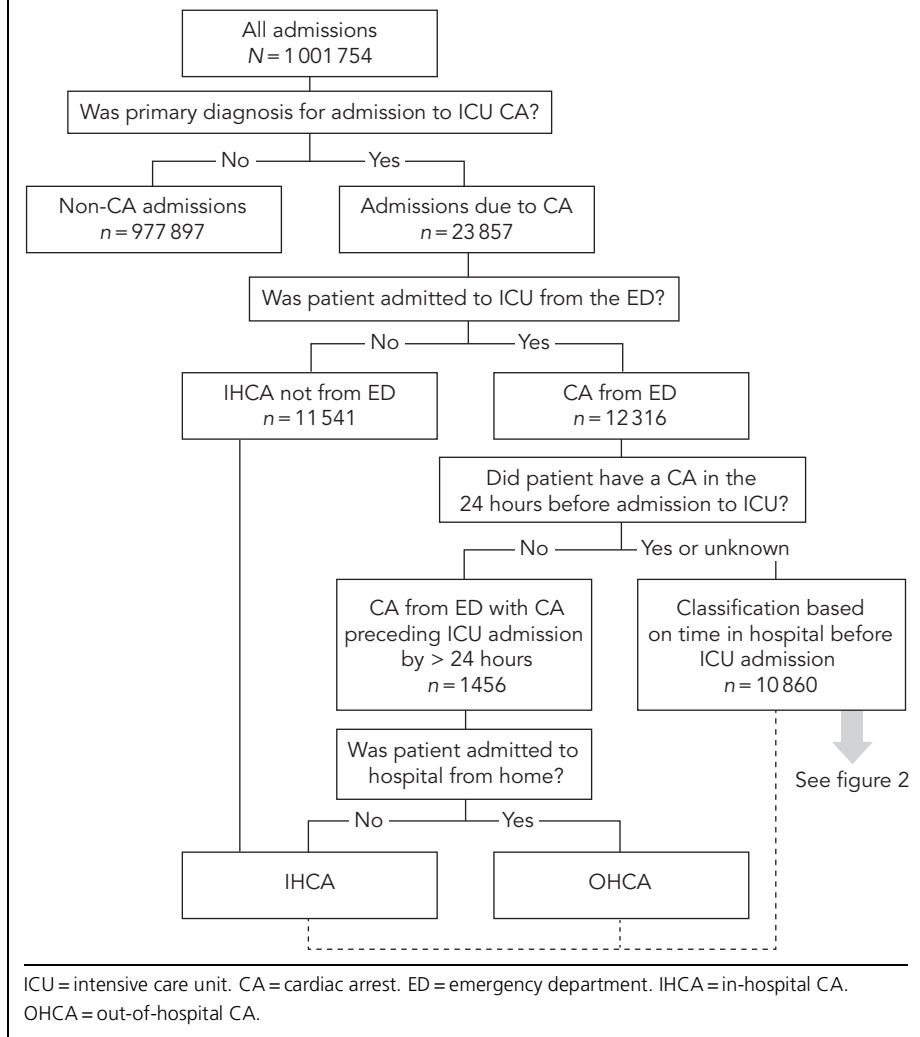 All admissions
N = 1 001 754
Was primary diagnosis for admission to ICU CA?
No
Yes
Non-CA admissions
n = 977 897
Admissions due to CA
n = 23 857
Was patient admitted to ICU from the ED?
No
Yes
IHCA not from ED
n = 11 541
CA from ED
n = 12 316
Did patient have a CA in the
24 hours before admission to ICU?
No
Yes or unknown
CA from ED with CA
preceding ICU admission
by > 24 hours
n = 1456
Classification based
on time in hospital before
ICU admission
n = 10 860
Was patient admitted to
hospital from home?
See figure 2
No
Yes
IHCA
OHCA
ICU = intensive care unit. CA = cardiac arrest. ED = emergency department. IHCA = in-hospital CA.
OHCA = out-of-hospital CA.